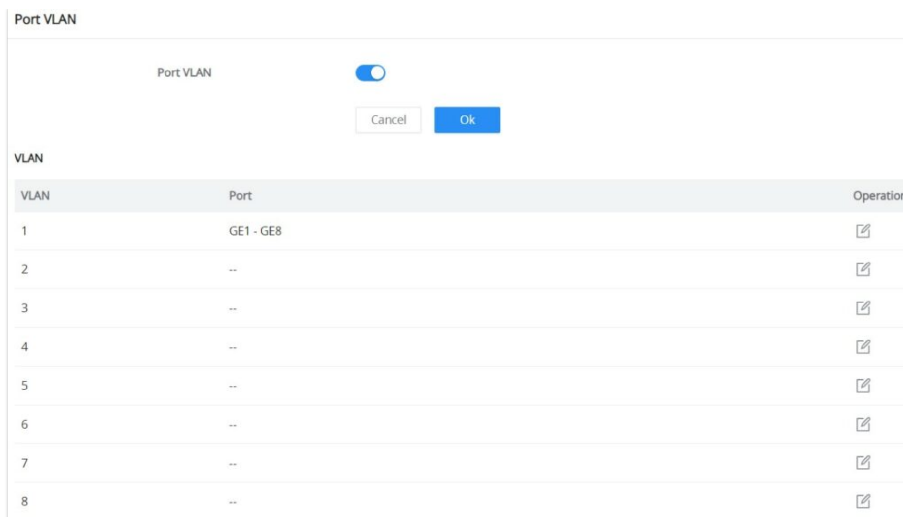 Port VLAN
Port VLAN
Cancel Ok
VLAN
VLAN Port Operation
1 GE1 - GE8
2 --
3 --
4 --
5 --
6 --
7 --
8 --